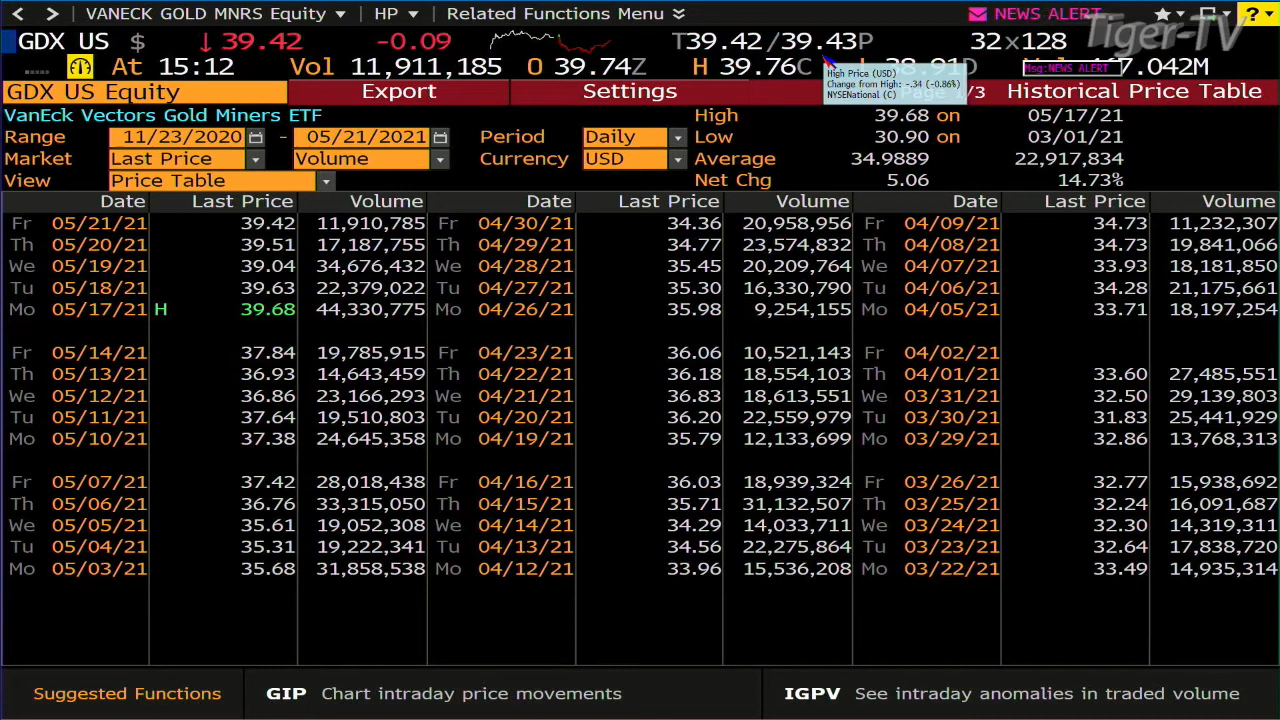 < > VANECK GOLD MNRS Equity HP Related Functions Menu NEWS ALERT ?
GDX US $ ↓ 39.42 -0.09 T39.42 /39.43P 32 x 128 Tiger-TV
At 15:12 Vol 11,911,185 O 39.74Z H 39.76C L 38.91D Msg:NEWS ALERT 7.042M
High Price (USD)
Change from High: -.34 (-0.86%)
NYSENational (C)
GDX US Equity Export Settings Page 1/3 Historical Price Table
VanEck Vectors Gold Miners ETF High 39.68 on 05/17/21
Range 11/23/2020 - 05/21/2021 Period Daily Low 30.90 on 03/01/21
Market Last Price Volume Currency USD Average 34.9889 22,917,834
View Price Table Net Chg 5.06 14.73%
Date Last Price Volume Date Last Price Volume Date Last Price Volume
Fr 05/21/21 39.42 11,910,785 Fr 04/30/21 34.36 20,958,956 Fr 04/09/21 34.73 11,232,307
Th 05/20/21 39.51 17,187,755 Th 04/29/21 34.77 23,574,832 Th 04/08/21 34.73 19,841,066
We 05/19/21 39.04 34,676,432 We 04/28/21 35.45 20,209,764 We 04/07/21 33.93 18,181,850
Tu 05/18/21 39.63 22,379,022 Tu 04/27/21 35.30 16,330,790 Tu 04/06/21 34.28 21,175,661
Mo 05/17/21 H 39.68 44,330,775 Mo 04/26/21 35.98 9,254,155 Mo 04/05/21 33.71 18,197,254
Fr 05/14/21 37.84 19,785,915 Fr 04/23/21 36.06 10,521,143 Fr 04/02/21
Th 05/13/21 36.93 14,643,459 Th 04/22/21 36.18 18,554,103 Th 04/01/21 33.60 27,485,551
We 05/12/21 36.86 23,166,293 We 04/21/21 36.83 18,613,551 We 03/31/21 32.50 29,139,803
Tu 05/11/21 37.64 19,510,803 Tu 04/20/21 36.20 22,559,979 Tu 03/30/21 31.83 25,441,929
Mo 05/10/21 37.38 24,645,358 Mo 04/19/21 35.79 12,133,699 Mo 03/29/21 32.86 13,768,313
Fr 05/07/21 37.42 28,018,438 Fr 04/16/21 36.03 18,939,324 Fr 03/26/21 32.77 15,938,692
Th 05/06/21 36.76 33,315,050 Th 04/15/21 35.71 31,132,507 Th 03/25/21 32.24 16,091,687
We 05/05/21 35.61 19,052,308 We 04/14/21 34.29 14,033,711 We 03/24/21 32.30 14,319,311
Tu 05/04/21 35.31 19,222,341 Tu 04/13/21 34.56 22,275,864 Tu 03/23/21 32.64 17,838,720
Mo 05/03/21 35.68 31,858,538 Mo 04/12/21 33.96 15,536,208 Mo 03/22/21 33.49 14,935,314
Suggested Functions GIP Chart intraday price movements IGPV See intraday anomalies in traded volume